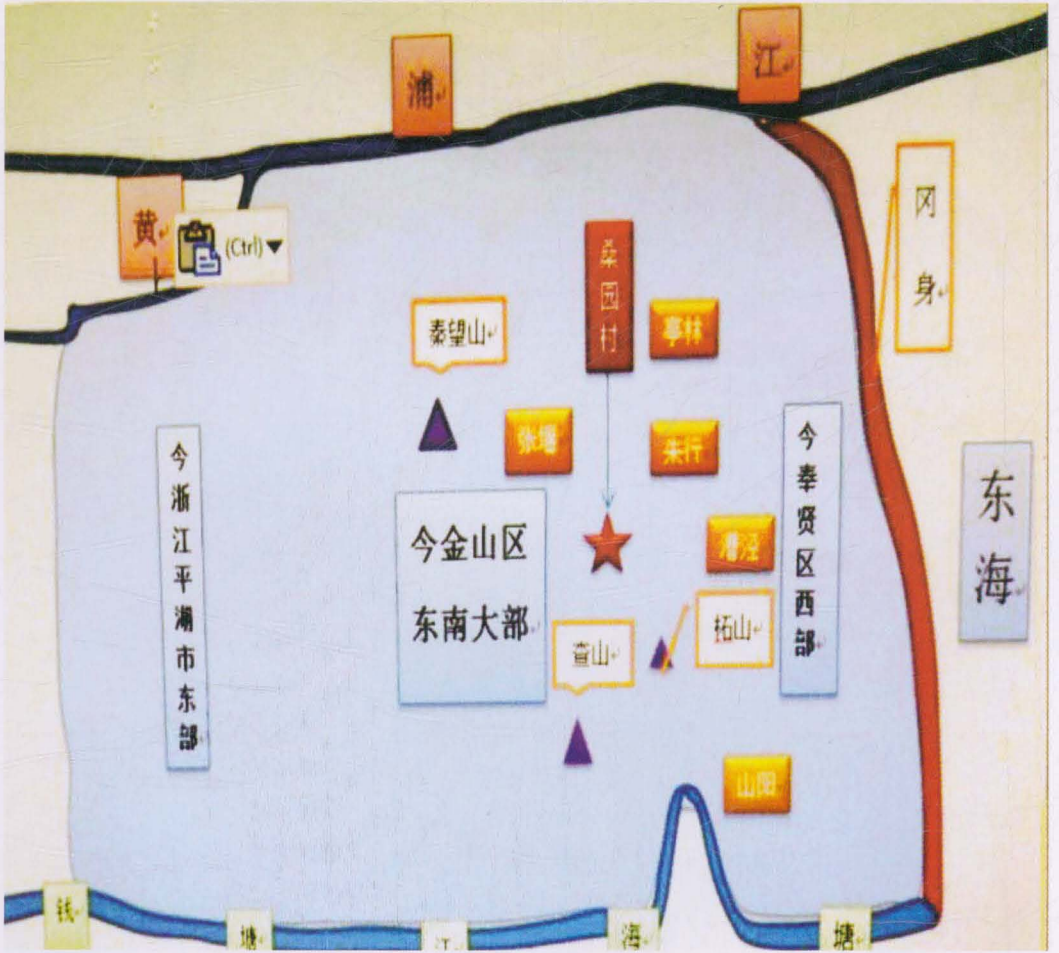 浦
江
黄
(Ctrl)
冈身
桑园村
亭林
秦望山
张堰
朱行
今浙江平湖市东部
今金山区
东南大部
漕泾
今奉贤区西部
东海
拓山
查山
山阳
钱
塘
江
海
塘